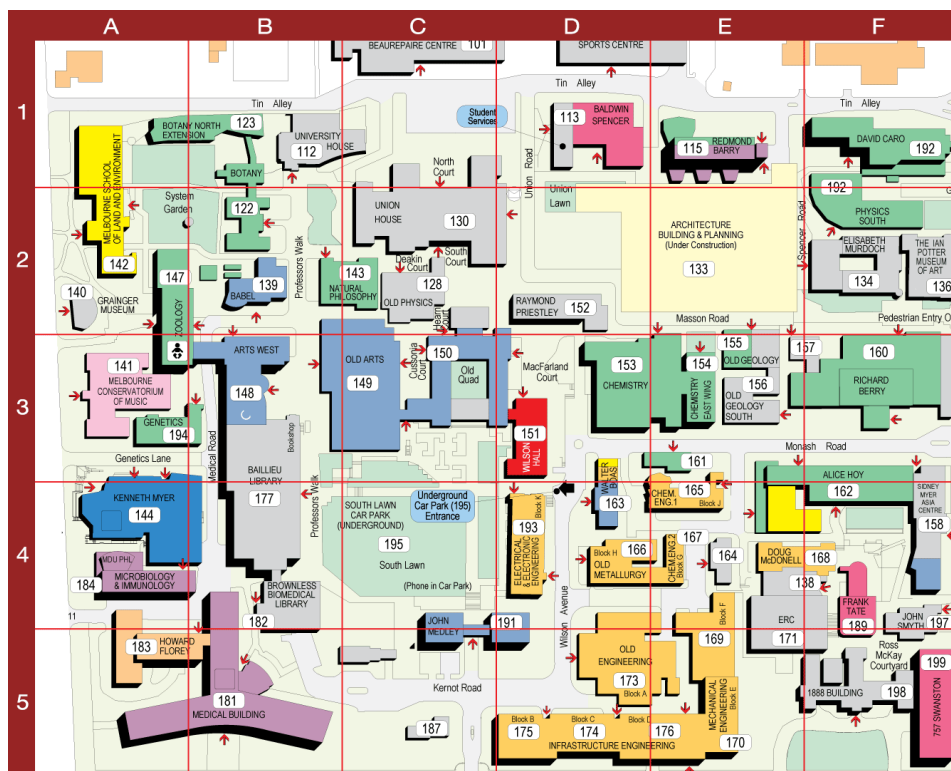 A B C D E F
1
2
3
4
5
BEAUREPAIRE CENTRE
101
SPORTS CENTRE
Tin Alley
Tin Alley
Tin Alley
Student
Services
113
BALDWIN
SPENCER
BOTANY NORTH
EXTENSION
123
UNIVERSITY
HOUSE
112
115
REDMOND
BARRY
DAVID CARO
192
MELBOURNE SCHOOL
OF LAND AND ENVIRONMENT
142
BOTANY
122
System
Garden
North
Court
Union Road
Union
Lawn
UNION
HOUSE
130
ARCHITECTURE
BUILDING & PLANNING
(Under Construction)
133
Spencer Road
192
PHYSICS
SOUTH
ELISABETH
MURDOCH
134
THE IAN
POTTER
MUSEUM
OF ART
136
140
GRAINGER
MUSEUM
147
ZOOLOGY
139
BABEL
Professors Walk
143
NATURAL
PHILOSOPHY
Deakin
Court
South
Court
128
OLD PHYSICS
Hearn
Court
RAYMOND
PRIESTLEY
152
Masson Road
Pedestrian Entry O
141
MELBOURNE
CONSERVATORIUM
OF MUSIC
GENETICS
194
Genetics Lane
Medical Road
ARTS WEST
148
Bookshop
BAILLIEU
LIBRARY
177
Professors Walk
OLD ARTS
149
Cussonia
Court
150
Old
Quad
MacFarland
Court
151
WILSON
HALL
153
CHEMISTRY
154
CHEMISTRY
EAST WING
155
OLD GEOLOGY
156
OLD
GEOLOGY
SOUTH
157
160
RICHARD
BERRY
Monash Road
161
ALICE HOY
162
SIDNEY
MYER
ASIA
CENTRE
158
KENNETH MYER
144
MDU PHL
184
MICROBIOLOGY
& IMMUNOLOGY
SOUTH LAWN
CAR PARK
(UNDERGROUND)
Underground
Car Park (195)
Entrance
195
South Lawn
(Phone in Car Park)
193
Block K
ELECTRICAL
& ELECTRONIC
ENGINEERING
163
CHEM.
ENG.1
165
Block J
Block H
166
OLD
METALLURGY
CHEM.ENG.2
Block G
167
164
DOUG
McDONELL
168
138
ERC
171
FRANK
TATE
189
JOHN
SMYTH
197
BROWNLESS
BIOMEDICAL
LIBRARY
182
11
183
HOWARD
FLOREY
181
MEDICAL BUILDING
JOHN
MEDLEY
191
Kernot Road
187
Wilson Avenue
OLD
ENGINEERING
173
Block A
Block F
169
MECHANICAL
ENGINEERING
Block E
170
Block B
175
Block C
174
Block D
176
INFRASTRUCTURE ENGINEERING
Ross
McKay
Courtyard
1888 BUILDING
198
199
757 SWANSTON